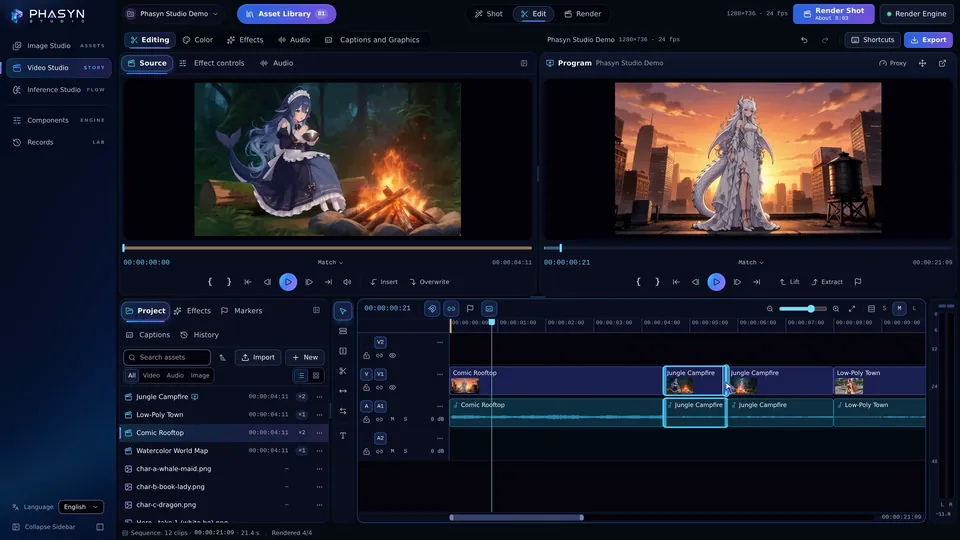 PHASYN
STUDIO
Phasyn Studio Demo
Asset Library 81
Shot
Edit
Render
1280×736 · 24 fps
Render Shot
About 8:03
Render Engine
Image Studio ASSETS
Video Studio STORY
Inference Studio FLOW
Components ENGINE
Records LAB
Editing
Color
Effects
Audio
Captions and Graphics
Phasyn Studio Demo 1280×736 · 24 fps
Shortcuts
Export
Source
Effect controls
Audio
Program Phasyn Studio Demo
Proxy
00:00:00:00
Match
00:00:04:11
00:00:00:21
Match
00:00:21:09
{ }
Insert
Overwrite
{ }
Lift
Extract
Project
Effects
Markers
Captions
History
Search assets
Import
New
All Video Audio Image
Jungle Campfire 00:00:04:11 ×2
Low-Poly Town 00:00:04:11 ×1
Comic Rooftop 00:00:04:11 ×2
Watercolor World Map 00:00:04:11 ×1
char-a-whale-maid.png
char-b-book-lady.png
char-c-dragon.png
00:00:00:21
S M L
00:00:00:00 00:00:01:00 00:00:02:00 00:00:03:00 00:00:04:00 00:00:05:00 00:00:06:00 00:00:07:00 00:00:08:00 00:00:09:00
V2
V V1
Comic Rooftop
Jungle Campfire
Jungle Campfire
Low-Poly Town
A A1
M S 0 dB
Comic Rooftop
Jungle Campfire
Jungle Campfire
Low-Poly Town
A2
M S 0 dB
00:00:21:09
0
6
12
24
48
L R
Language English
Collapse Sidebar
Sequence: 12 clips · 00:00:21:09 · 21.4 s
Rendered 4/4